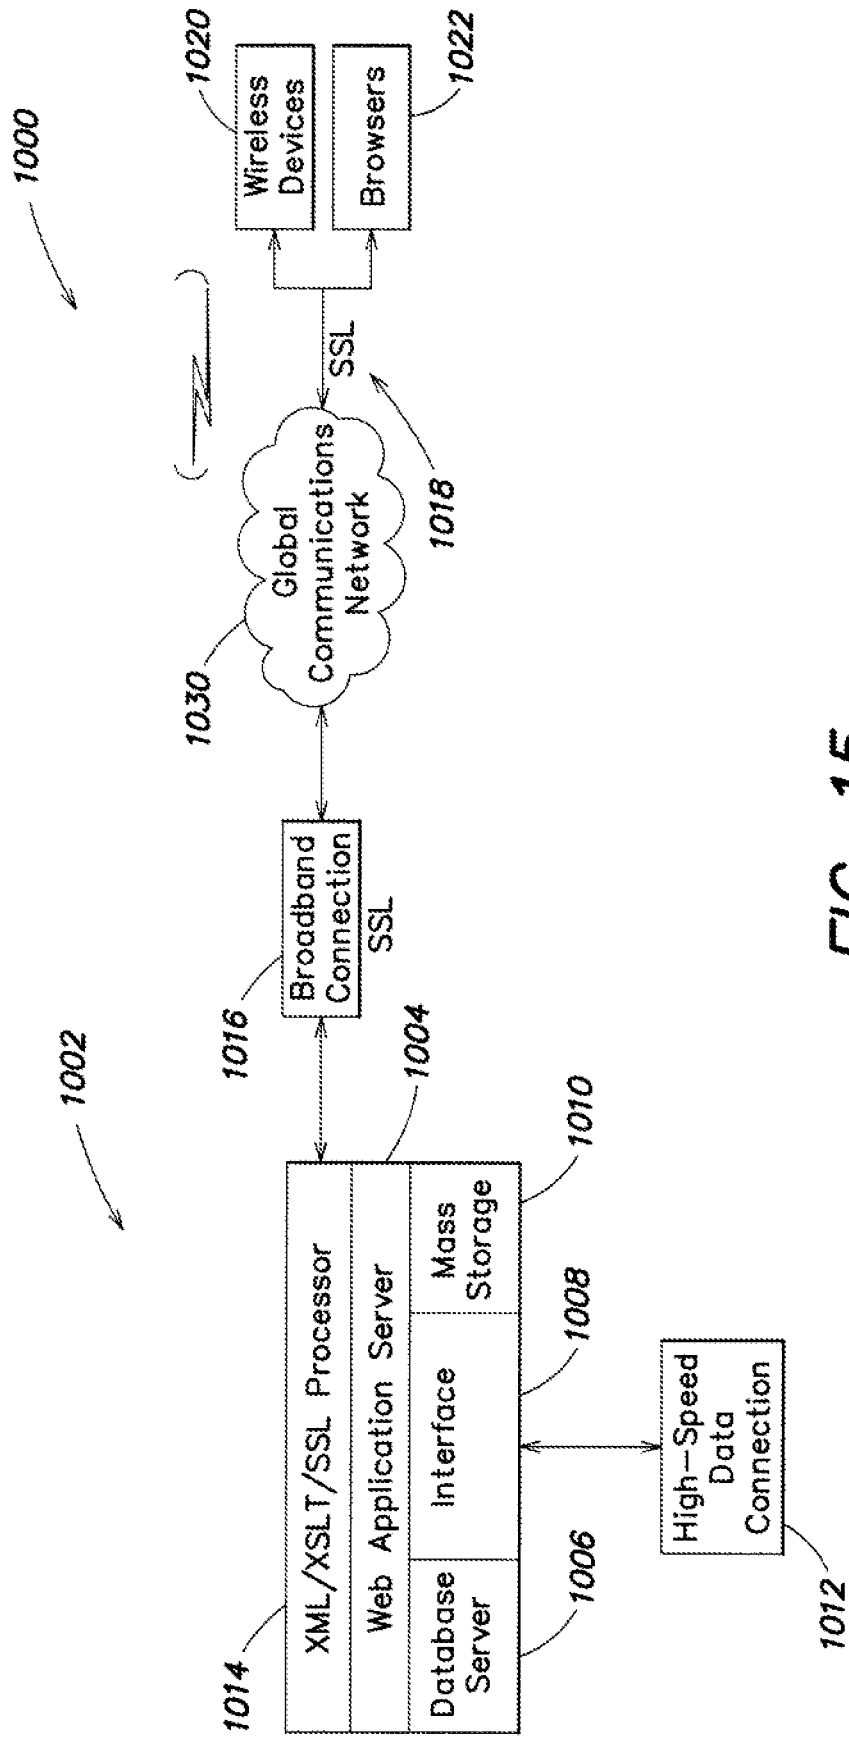 1000
1002
1020
Wireless
Devices
Browsers
1022
SSL
1018
Global
Communications
Network
1030
Broadband
Connection
SSL
1016
1004
XML/XSLT/SSL Processor
Web Application Server
Database
Server
Interface
Mass
Storage
1014
1006
1008
1010
High-Speed
Data
Connection
1012
FIG. 15